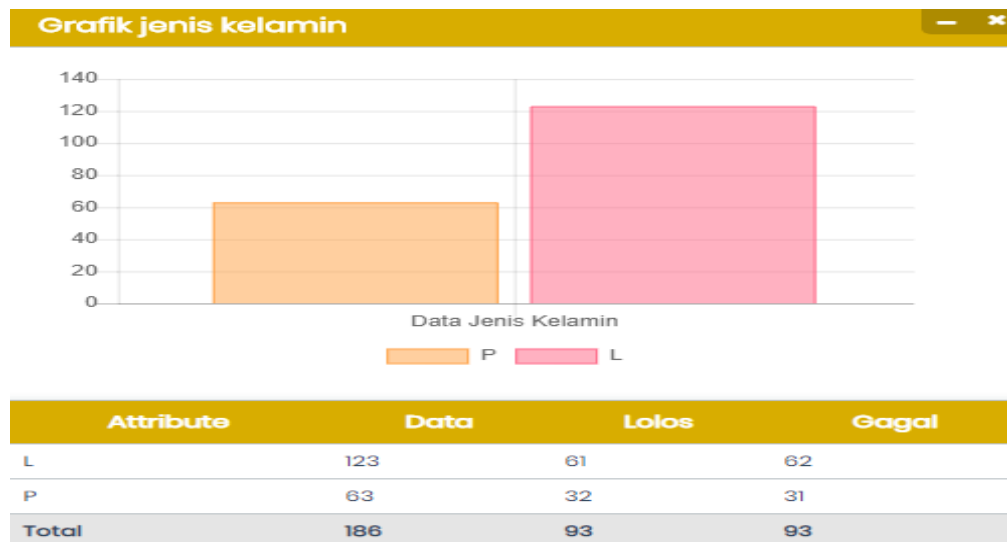 Grafik jenis kelamin
140
120
100
80
60
40
20
0
Data Jenis Kelamin
P L
Attribute Data Lolos Gagal
L 123 61 62
P 63 32 31
Total 186 93 93